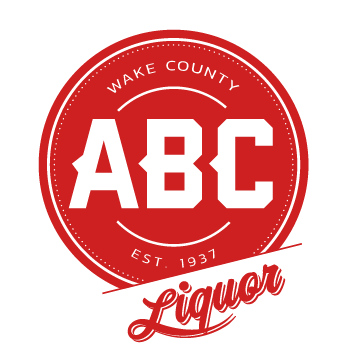 WAKE COUNTY
ABC
EST. 1937
Liquor